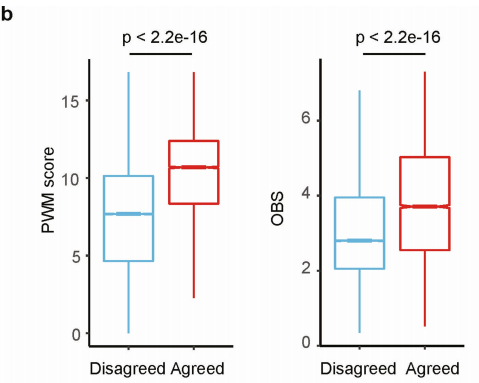 b
p < 2.2e-16
PWM score
15
10
5
0
Disagreed Agreed
p < 2.2e-16
OBS
6
4
2
0
Disagreed Agreed